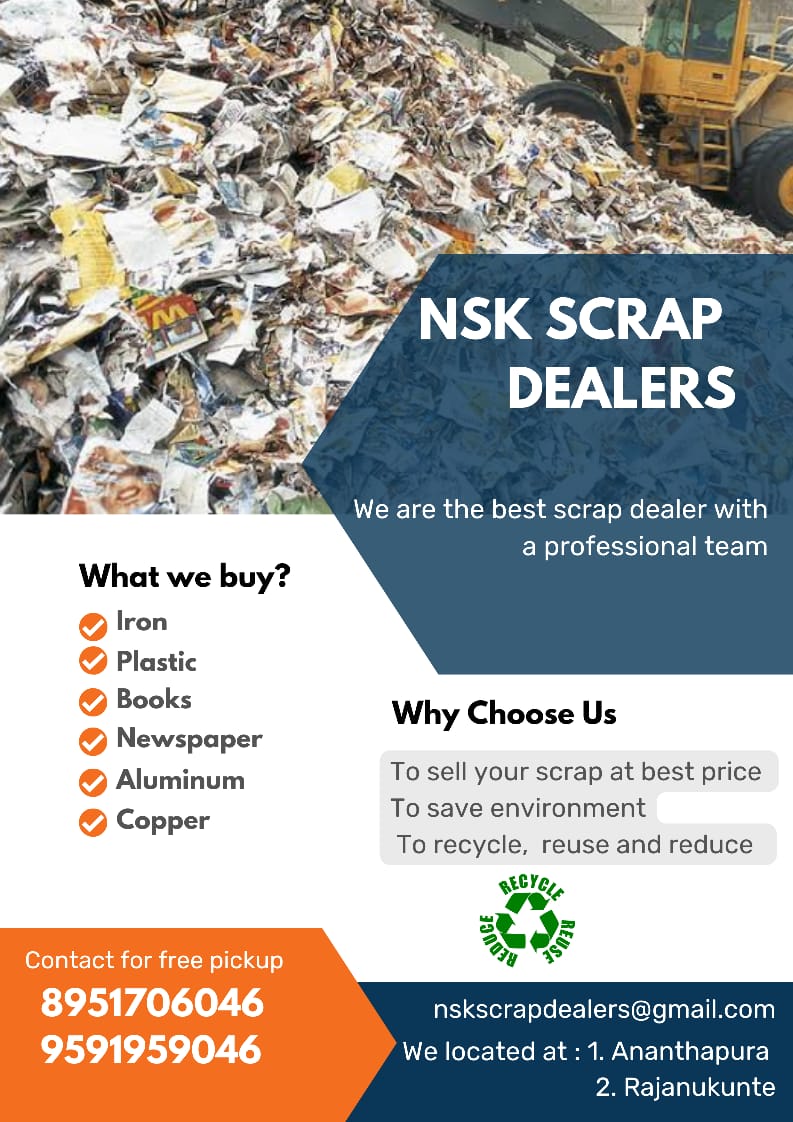 NSK SCRAP
DEALERS
We are the best scrap dealer with
a professional team
What we buy?
Iron
Plastic
Books
Newspaper
Aluminum
Copper
Why Choose Us
To sell your scrap at best price
To save environment
To recycle, reuse and reduce
RECYCLE
REUSE
REDUCE
Contact for free pickup
8951706046
9591959046
nskscrapdealers@gmail.com
We located at : 1. Ananthapura
2. Rajanukunte